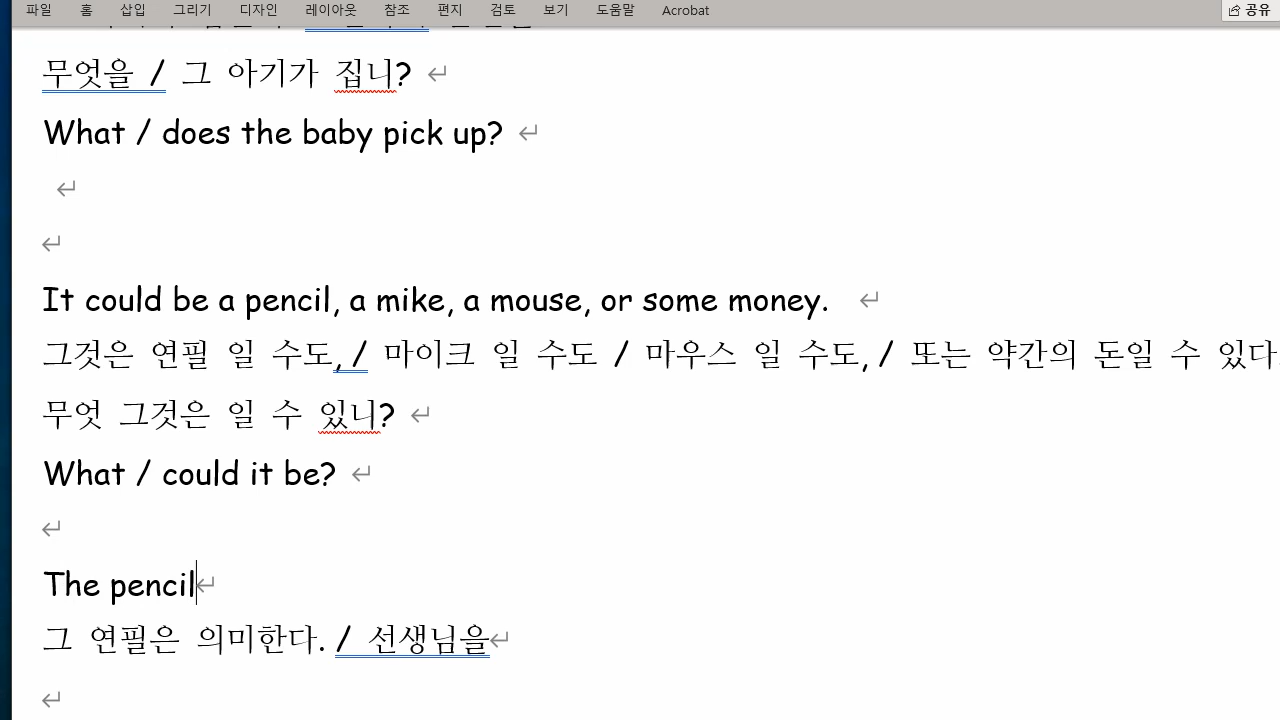 파일 홈 삽입 그리기 디자인 레이아웃 참조 편지 검토 보기 도움말 Acrobat 공유
무엇을 / 그 아기가 집니?
What / does the baby pick up?
It could be a pencil, a mike, a mouse, or some money.
그것은 연필 일 수도, / 마이크 일 수도 / 마우스 일 수도, / 또는 약간의 돈일 수 있다.
무엇 그것은 일 수 있니?
What / could it be?
The pencil
그 연필은 의미한다. / 선생님을